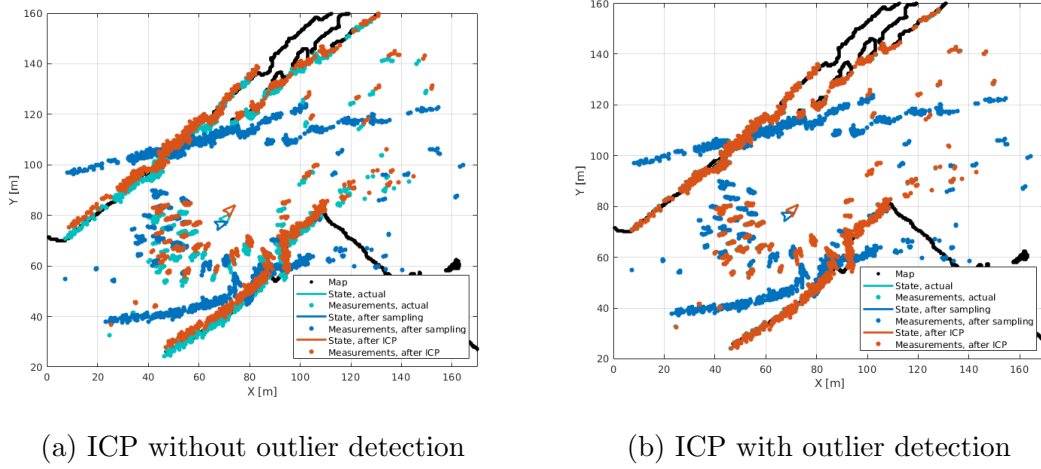 160
140
120
100
80
60
40
20
Y [m]
0 20 40 60 80 100 120 140 160
X [m]
Map
State, actual
Measurements, actual
State, after sampling
Measurements, after sampling
State, after ICP
Measurements, after ICP
(a) ICP without outlier detection
160
140
120
100
80
60
40
20
Y [m]
0 20 40 60 80 100 120 140 160
X [m]
Map
State, actual
Measurements, actual
State, after sampling
Measurements, after sampling
State, after ICP
Measurements, after ICP
(b) ICP with outlier detection